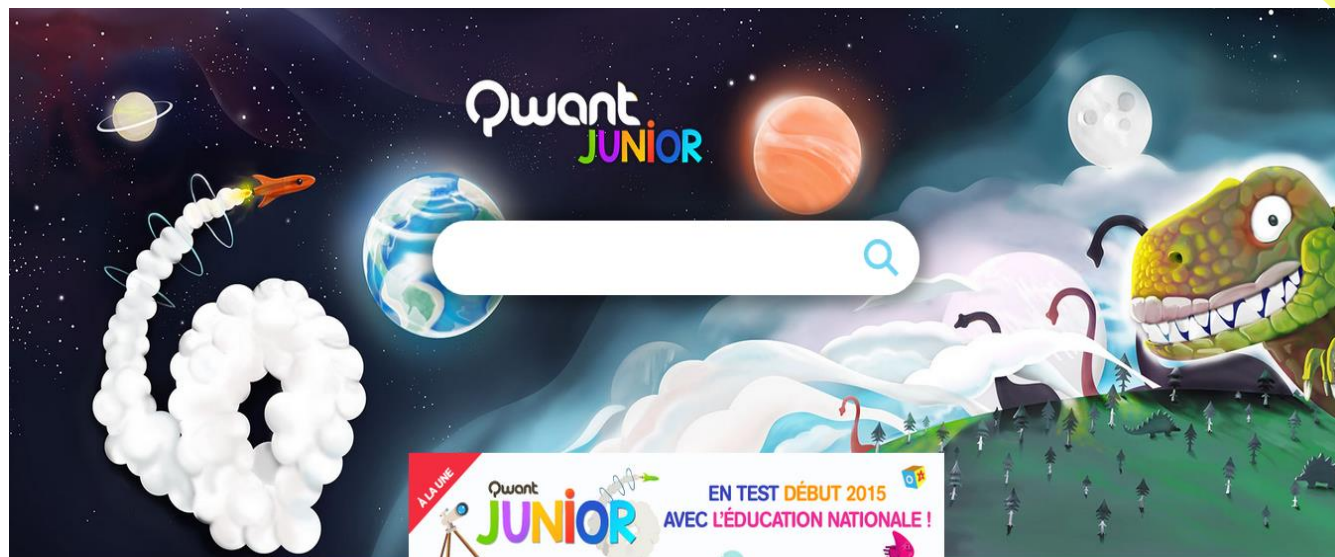 Qwant
JUNIOR
À LA UNE
Qwant
JUNIOR
EN TEST DÉBUT 2015
AVEC L'ÉDUCATION NATIONALE !